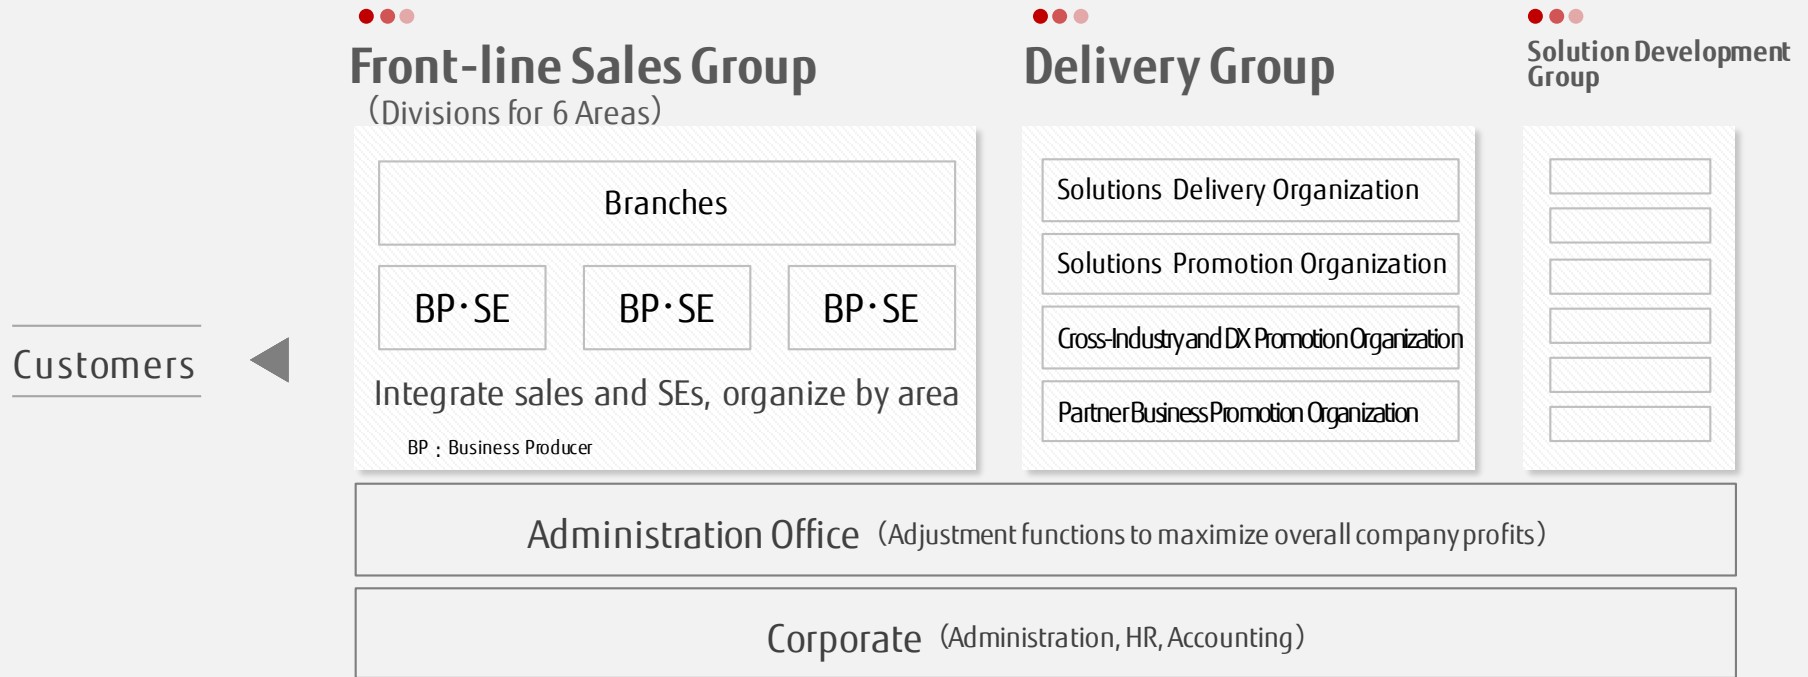 Front-line Sales Group
（Divisions for 6 Areas）
Branches
BP・SE
BP・SE
BP・SE
Integrate sales and SEs, organize by area
BP：Business Producer
Delivery Group
Solutions Delivery Organization
Solutions Promotion Organization
Cross-Industry and DX Promotion Organization
Partner Business Promotion Organization
Solution Development
Group
Customers
Administration Office（Adjustment functions to maximize overall company profits）
Corporate（Administration, HR, Accounting）